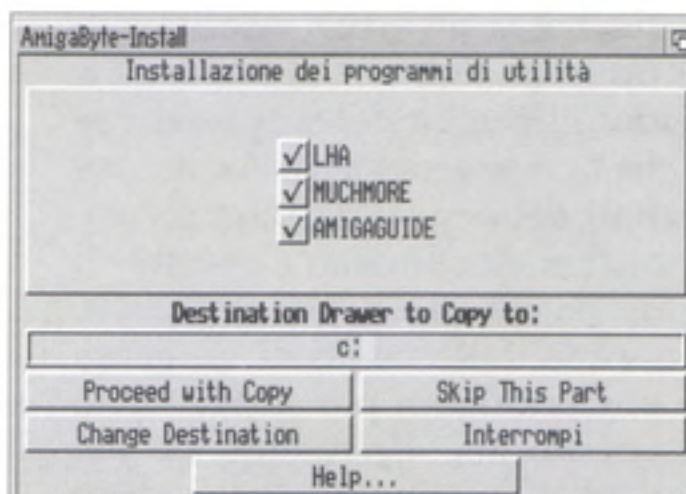 AmigaByte-Install
Installazione dei programmi di utilità
LHA
MUCHMORE
AMIGAGUIDE
Destination Drawer to Copy to:
c:
Proceed with Copy
Skip This Part
Change Destination
Interrompi
Help...